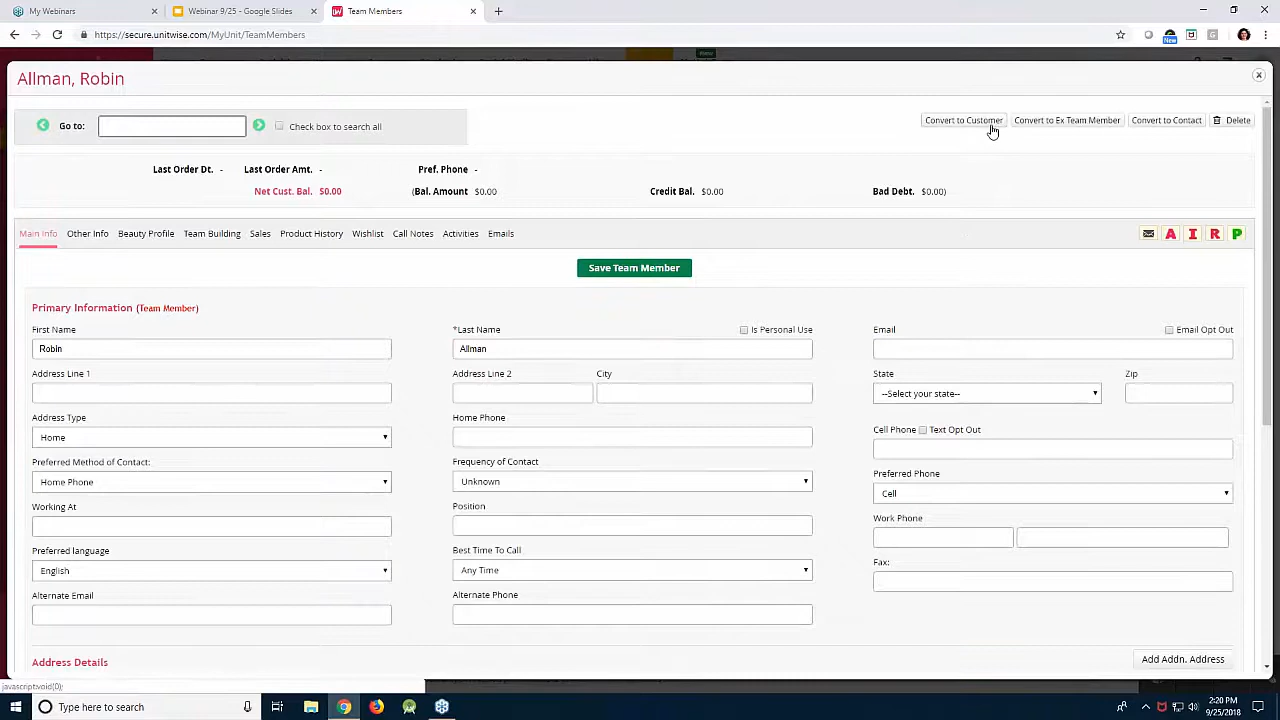 My Webinars
Webinar 9/25 - Google Slides
Team Members
https://secure.unitwise.com/MyUnit/TeamMembers
New
Allman, Robin
Go to:
Check box to search all
Convert to Customer
Convert to Ex Team Member
Convert to Contact
Delete
Last Order Dt. -
Last Order Amt. -
Pref. Phone -
Net Cust. Bal. $0.00
(Bal. Amount $0.00
Credit Bal. $0.00
Bad Debt. $0.00)
Main Info
Other Info
Beauty Profile
Team Building
Sales
Product History
Wishlist
Call Notes
Activities
Emails
A I R P
Save Team Member
Primary Information (Team Member)
First Name
*Last Name
Is Personal Use
Email
Email Opt Out
Robin
Allman
Address Line 1
Address Line 2
City
State
Zip
--Select your state--
Address Type
Home Phone
Cell Phone
Text Opt Out
Home
Preferred Method of Contact:
Frequency of Contact
Preferred Phone
Home Phone
Unknown
Cell
Working At
Position
Work Phone
Preferred language
Best Time To Call
Fax:
English
Any Time
Alternate Email
Alternate Phone
Address Details
Add Addn. Address
javascript:void(0);
Type here to search
2:20 PM
9/25/2018